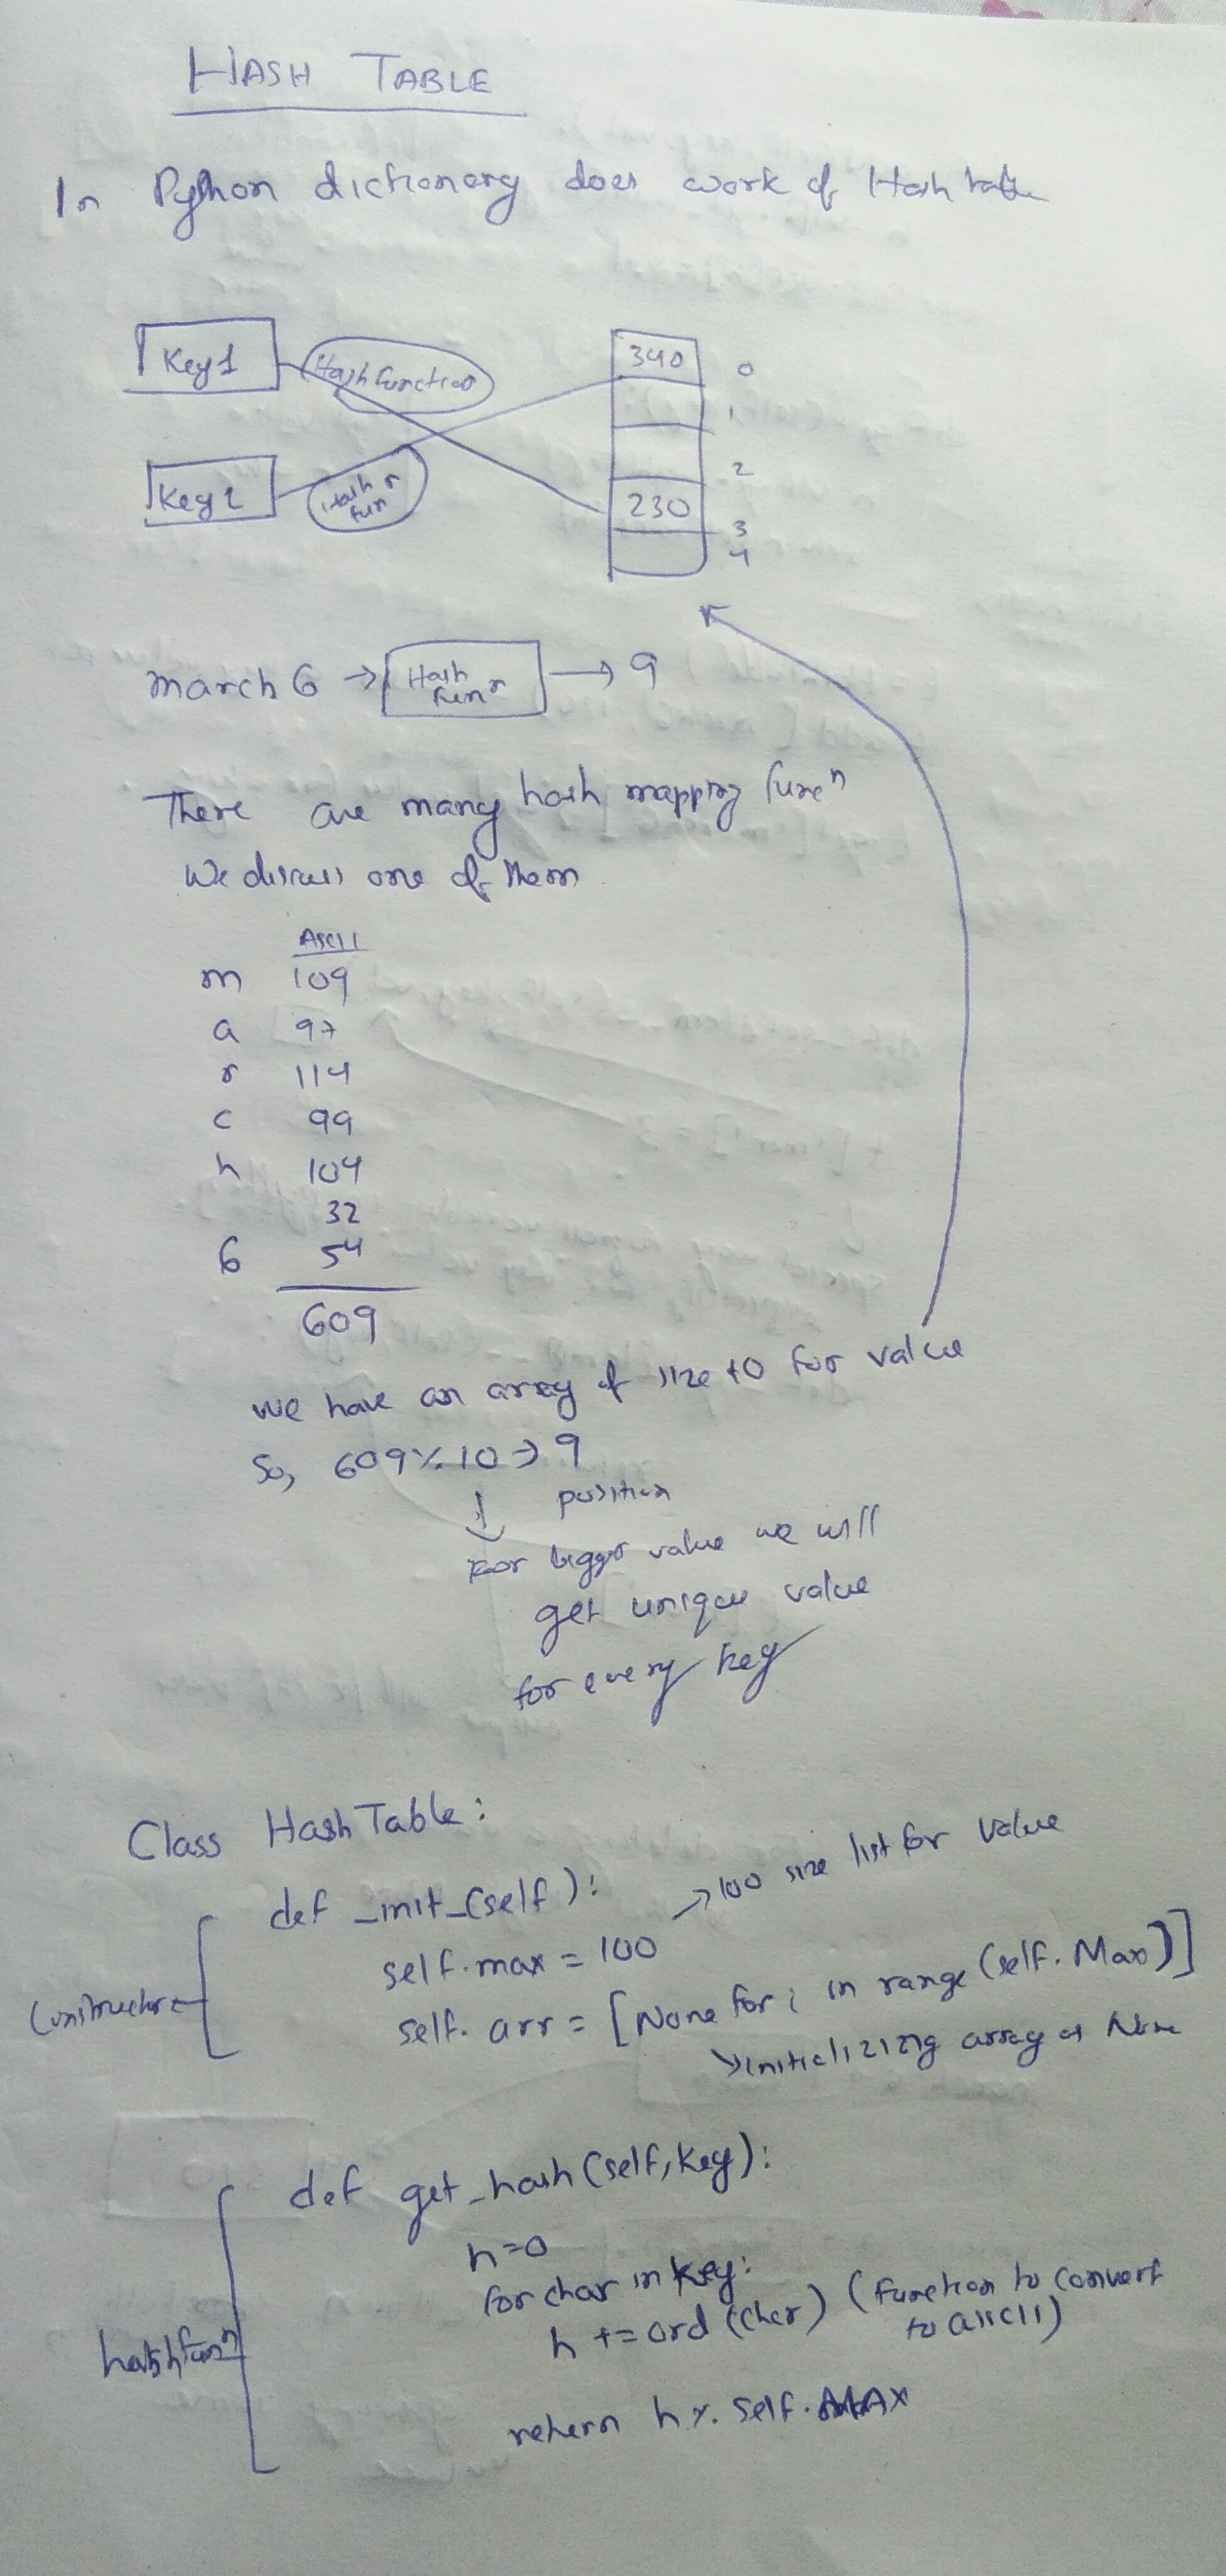 HASH TABLE
In Python dictionary does work of Hash table
Key1
Hash Function
340
0
1
2
Key2
Hash
funn
230
3
4
march 6 → Hash funn → 9
There are many hash mapping funcn
We discuss one of them
ASCII
m 109
a 97
r 114
c 99
h 104
32
6 54
609
we have an array of size 10 for value
So, 609 % 10 → 9
position
For bigger value we will
get unique value
for every key
Class HashTable:
def _init_(self):
self.max = 100 → 100 size list for value
self.arr = [None for i in range (self.Max)]
→ initializing array as None
Constructor
def get_hash(self, key):
h=0
for char in key:
h += ord (char) (function to convert
to ascii)
hashfunn
return h % self.MAX